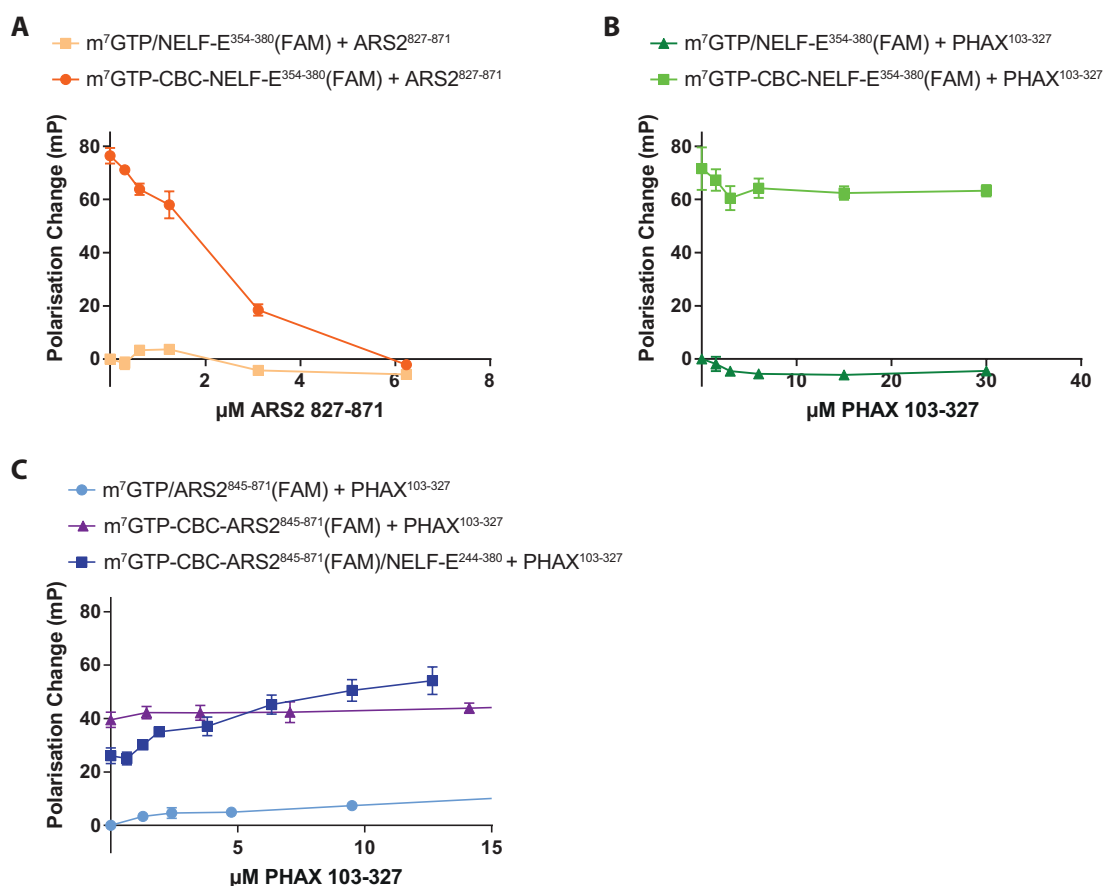 A
m⁷GTP/NELF-E³⁵⁴⁻³⁸⁰(FAM) + ARS2⁸²⁷⁻⁸⁷¹
m⁷GTP-CBC-NELF-E³⁵⁴⁻³⁸⁰(FAM) + ARS2⁸²⁷⁻⁸⁷¹
Polarisation Change (mP)
80
60
40
20
0
2
4
6
8
µM ARS2 827-871
B
m⁷GTP/NELF-E³⁵⁴⁻³⁸⁰(FAM) + PHAX¹⁰³⁻³²⁷
m⁷GTP-CBC-NELF-E³⁵⁴⁻³⁸⁰(FAM) + PHAX¹⁰³⁻³²⁷
Polarisation Change (mP)
80
60
40
20
0
10
20
30
40
µM PHAX 103-327
C
m⁷GTP/ARS2⁸⁴⁵⁻⁸⁷¹(FAM) + PHAX¹⁰³⁻³²⁷
m⁷GTP-CBC-ARS2⁸⁴⁵⁻⁸⁷¹(FAM) + PHAX¹⁰³⁻³²⁷
m⁷GTP-CBC-ARS2⁸⁴⁵⁻⁸⁷¹(FAM)/NELF-E²⁴⁴⁻³⁸⁰ + PHAX¹⁰³⁻³²⁷
Polarisation Change (mP)
80
60
40
20
0
5
10
15
µM PHAX 103-327